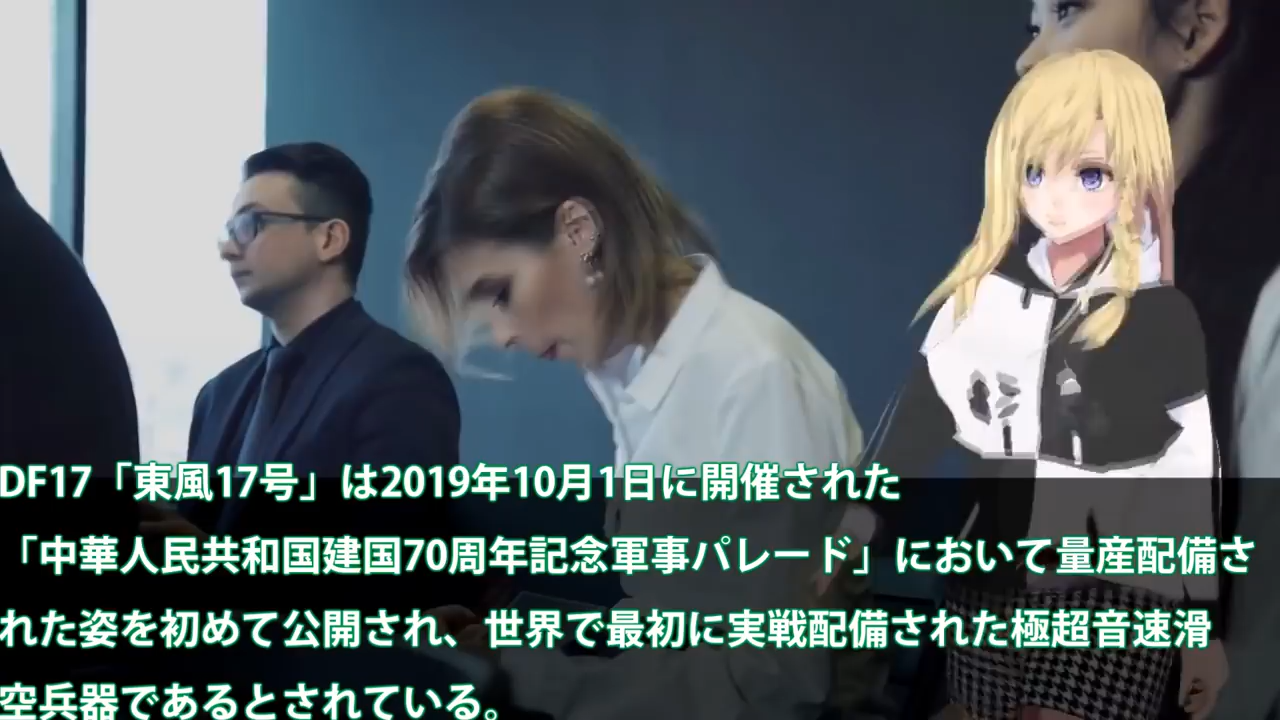 DF17「東風17号」は2019年10月1日に開催された
「中華人民共和国建国70周年記念軍事パレード」において量産配備さ
れた姿を初めて公開され、世界で最初に実戦配備された極超音速滑
空兵器であるとされている。